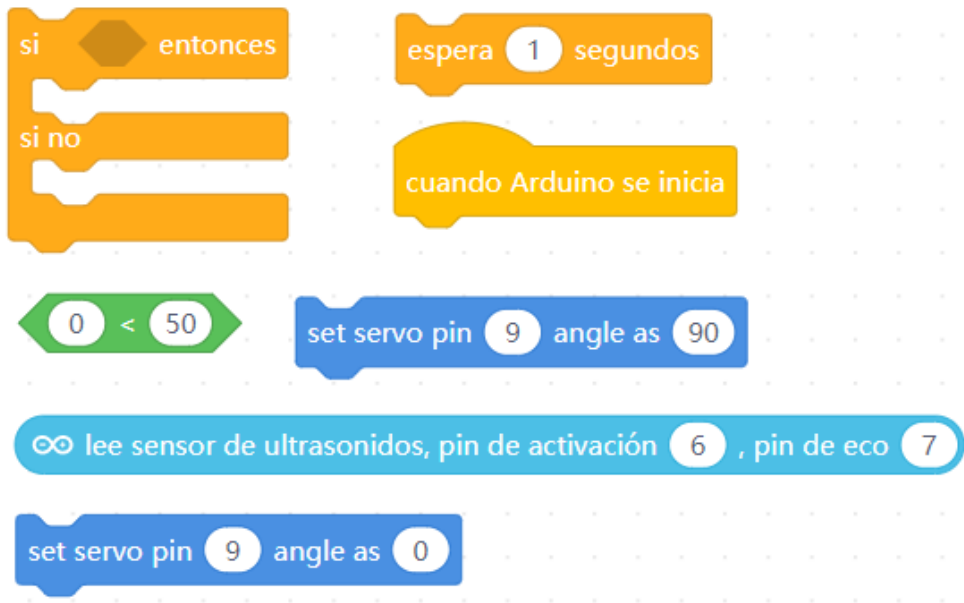 si entonces
si no
espera 1 segundos
cuando Arduino se inicia
0 < 50
set servo pin 9 angle as 90
lee sensor de ultrasonidos, pin de activación 6 , pin de eco 7
set servo pin 9 angle as 0